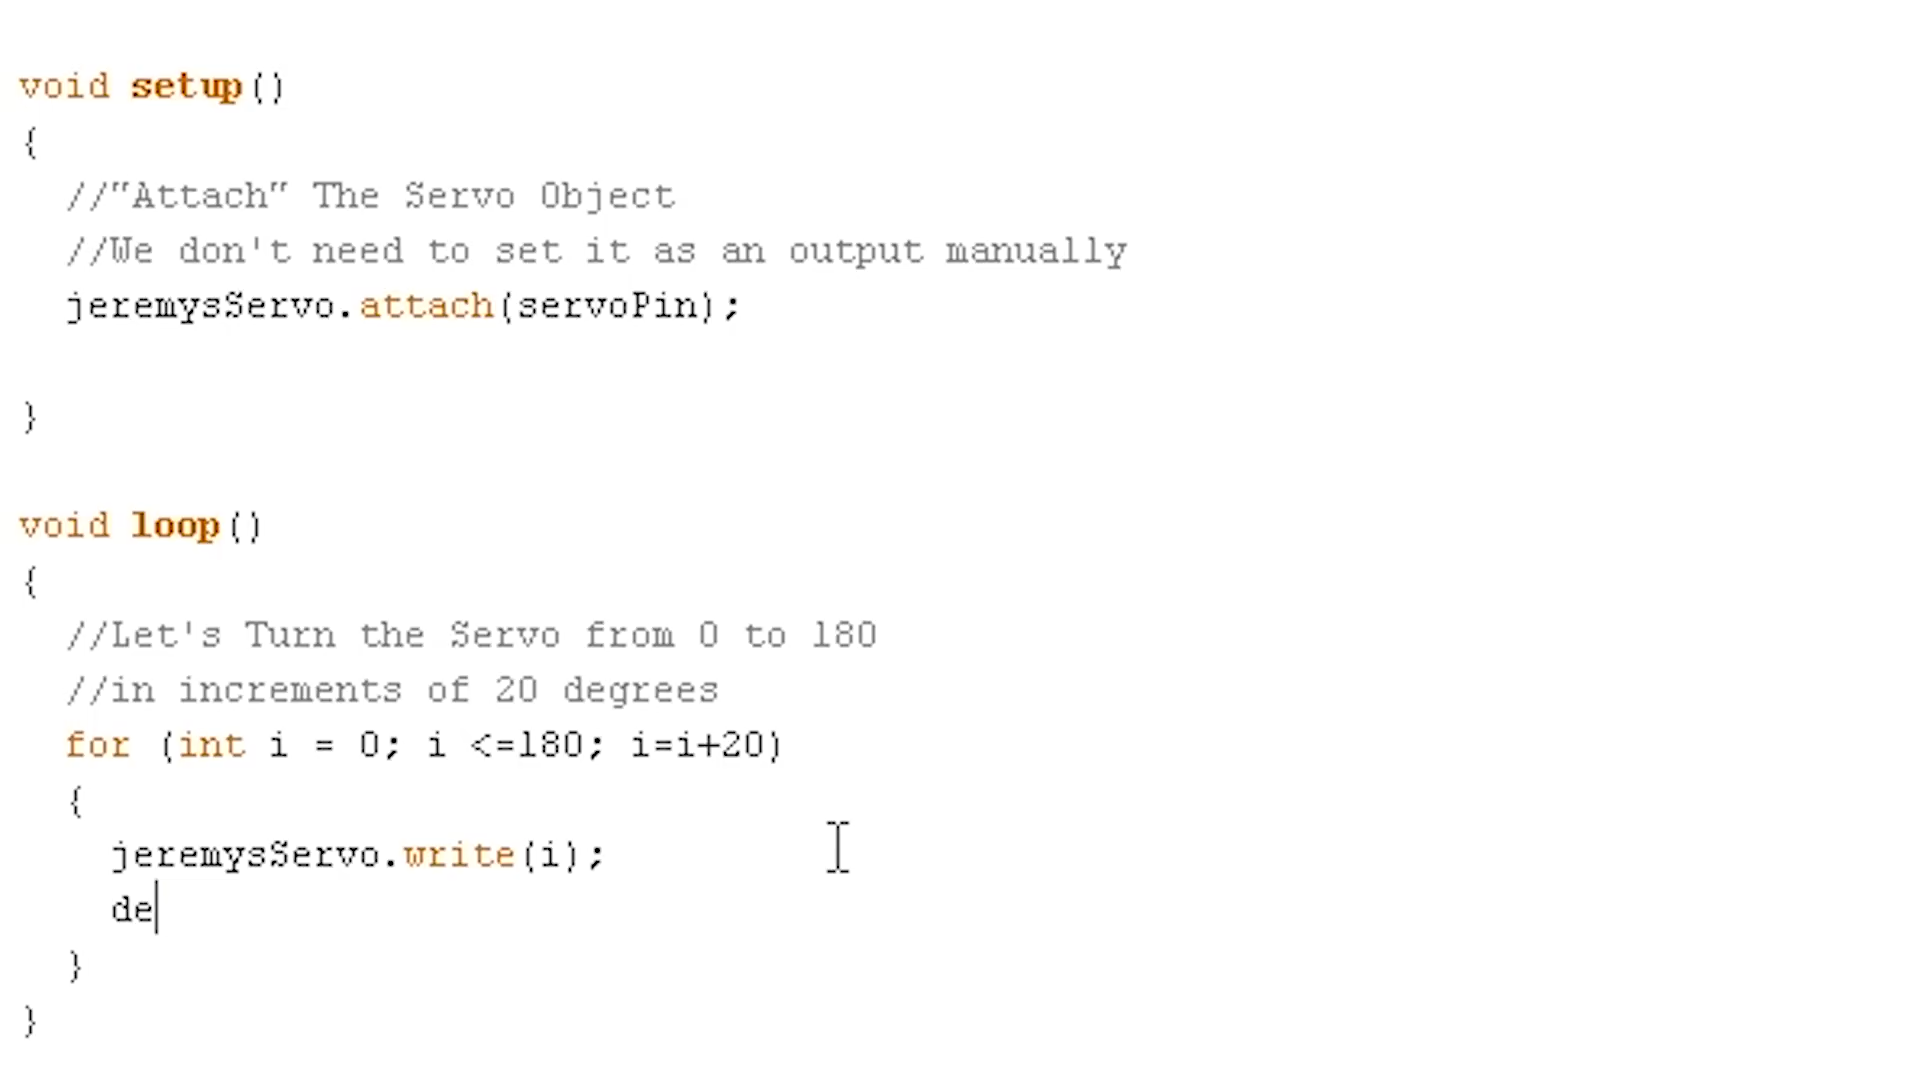 void setup()
{
//"Attach" The Servo Object
//We don't need to set it as an output manually
jeremysServo.attach(servoPin);
}
void loop()
{
//Let's Turn the Servo from 0 to 180
//in increments of 20 degrees
for (int i = 0; i <=180; i=i+20)
{
jeremysServo.write(i);
de
}
}